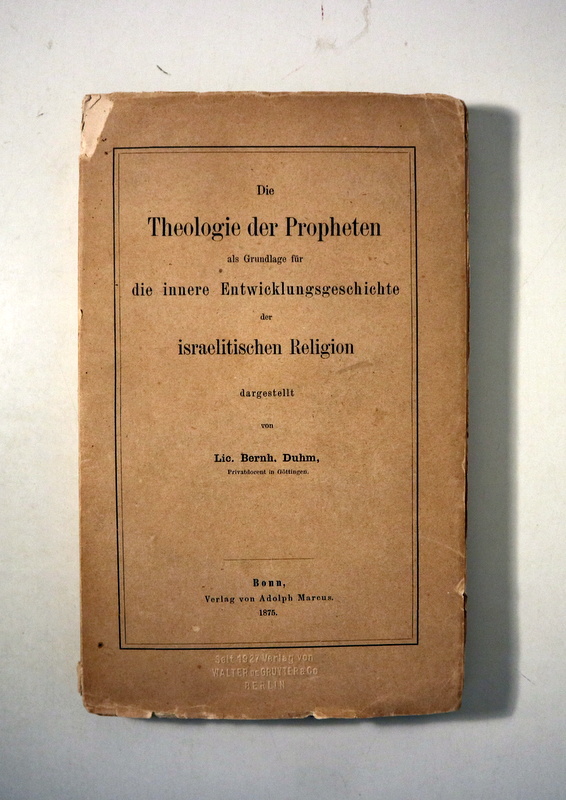 Die
Theologie der Propheten
als Grundlage für
die innere Entwicklungsgeschichte
der
israelitischen Religion
dargestellt
von
Lic. Bernh. Duhm,
Privatdocent in Göttingen.
Bonn,
Verlag von Adolph Marcus.
1875.
Seit 1927 Verlag von
WALTER DE GRUYTER & Co
BERLIN